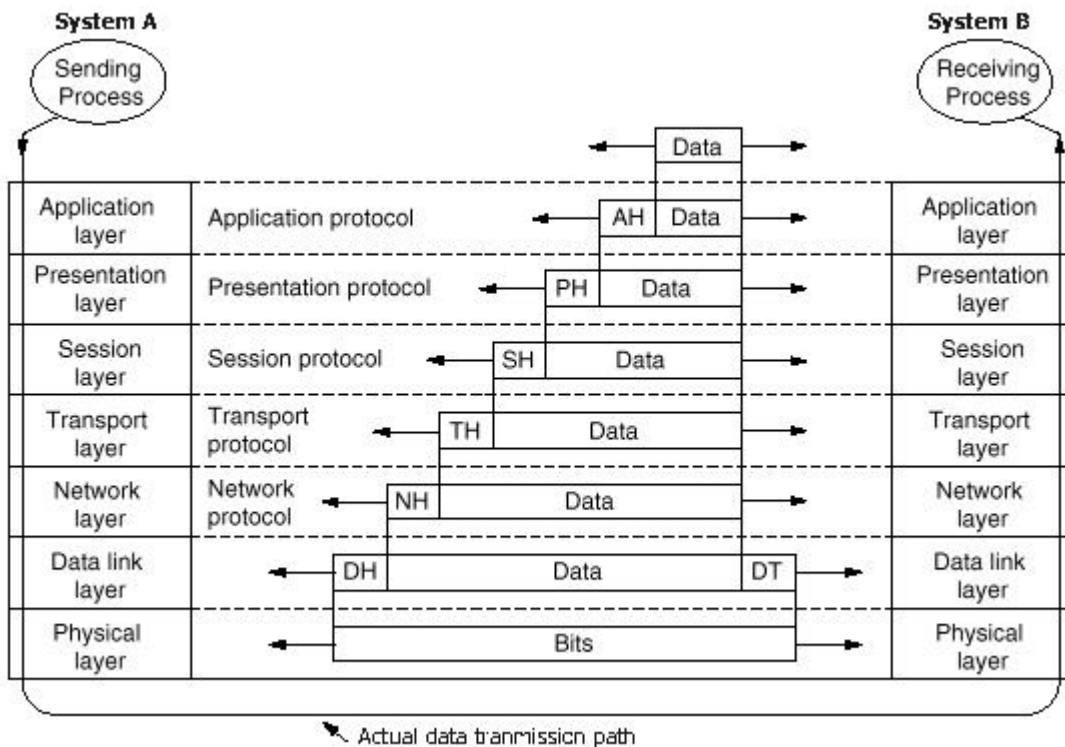 System A
System B
Sending
Process
Receiving
Process
Data
Application
layer
Application protocol
AH
Data
Application
layer
Presentation
layer
Presentation protocol
PH
Data
Presentation
layer
Session
layer
Session protocol
SH
Data
Session
layer
Transport
layer
Transport
protocol
TH
Data
Transport
layer
Network
layer
Network
protocol
NH
Data
Network
layer
Data link
layer
DH
Data
DT
Data link
layer
Physical
layer
Bits
Physical
layer
Actual data tranmission path